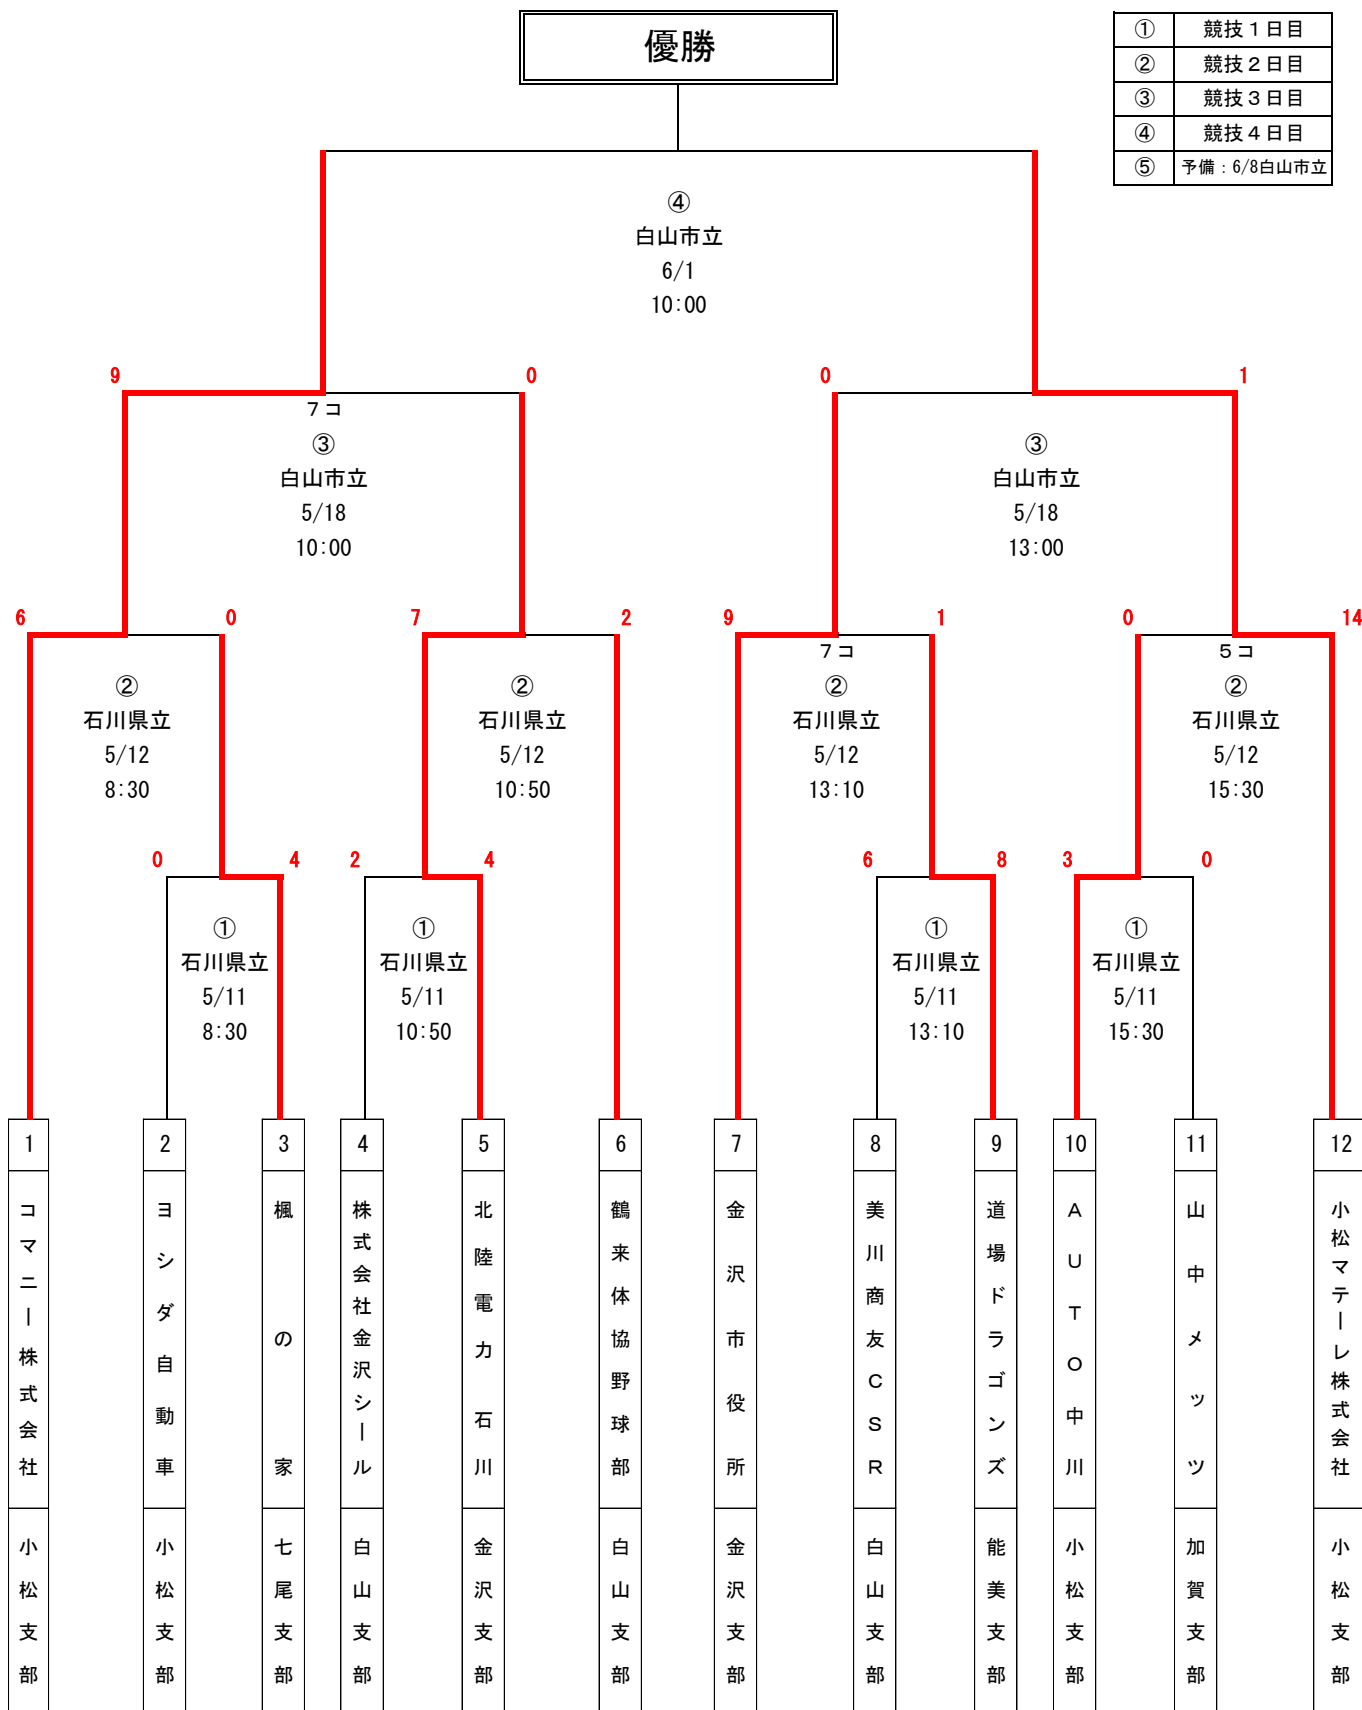 優勝
① 競技１日目
② 競技２日目
③ 競技３日目
④ 競技４日目
⑤ 予備：6/8白山市立
④
白山市立
6/1
10:00
9 0 0 1
7コ
③ ③
白山市立 白山市立
5/18 5/18
10:00 13:00
6 0 7 2 9 1 0 14
7コ 5コ
② ② ② ②
石川県立 石川県立 石川県立 石川県立
5/12 5/12 5/12 5/12
8:30 10:50 13:10 15:30
0 4 2 4 6 8 3 0
① ① ① ①
石川県立 石川県立 石川県立 石川県立
5/11 5/11 5/11 5/11
8:30 10:50 13:10 15:30
1 2 3 4 5 6 7 8 9 10 11 12
コマニー株式会社
ヨシダ自動車
楓の家
株式会社金沢シール
北陸電力 石川
鶴来体協野球部
金沢市役所
美川商友CSR
道場ドラゴンズ
AUTO中川
山中メッツ
小松マテーレ株式会社
小松支部
小松支部
七尾支部
白山支部
金沢支部
白山支部
金沢支部
白山支部
能美支部
小松支部
加賀支部
小松支部